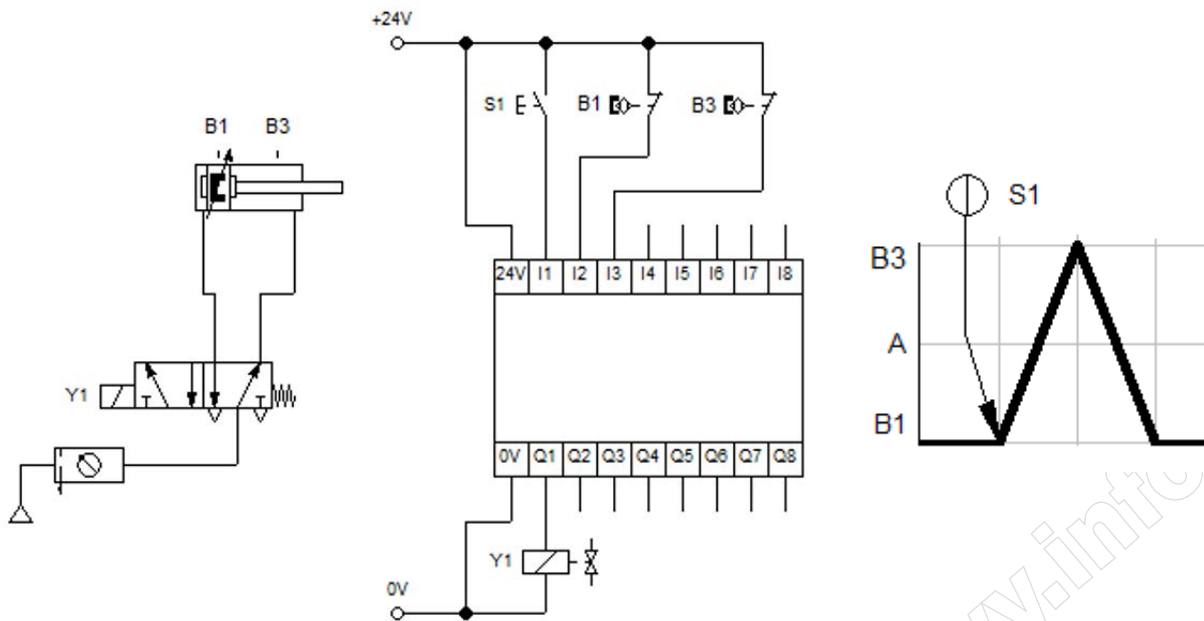 +24V
S1 B1 B3
B1 B3
S1
24V I1 I2 I3 I4 I5 I6 I7 I8
B3
A
B1
Y1
0V Q1 Q2 Q3 Q4 Q5 Q6 Q7 Q8
Y1
0V